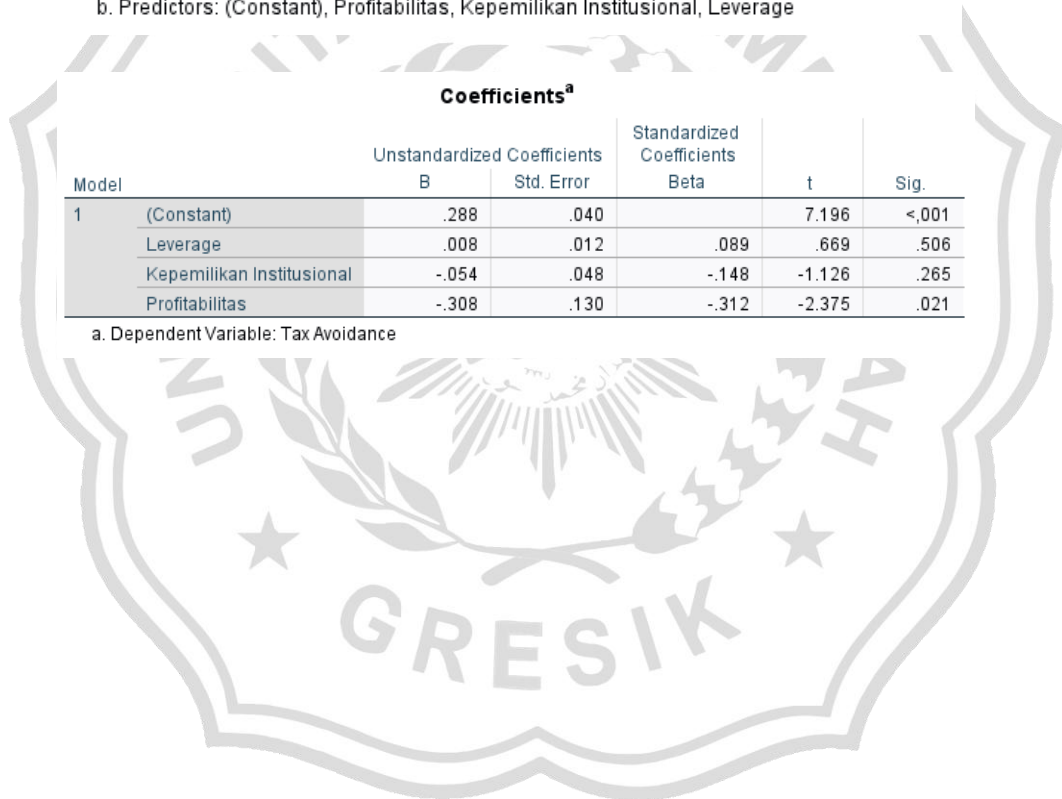 b. Predictors: (Constant), Profitabilitas, Kepemilikan Institusional, Leverage
Coefficientsᵃ
Unstandardized Coefficients Standardized Coefficients
Model B Std. Error Beta t Sig.
1 (Constant) .288 .040 7.196 <,001
Leverage .008 .012 .089 .669 .506
Kepemilikan Institusional -.054 .048 -.148 -1.126 .265
Profitabilitas -.308 .130 -.312 -2.375 .021
a. Dependent Variable: Tax Avoidance
GRESIK